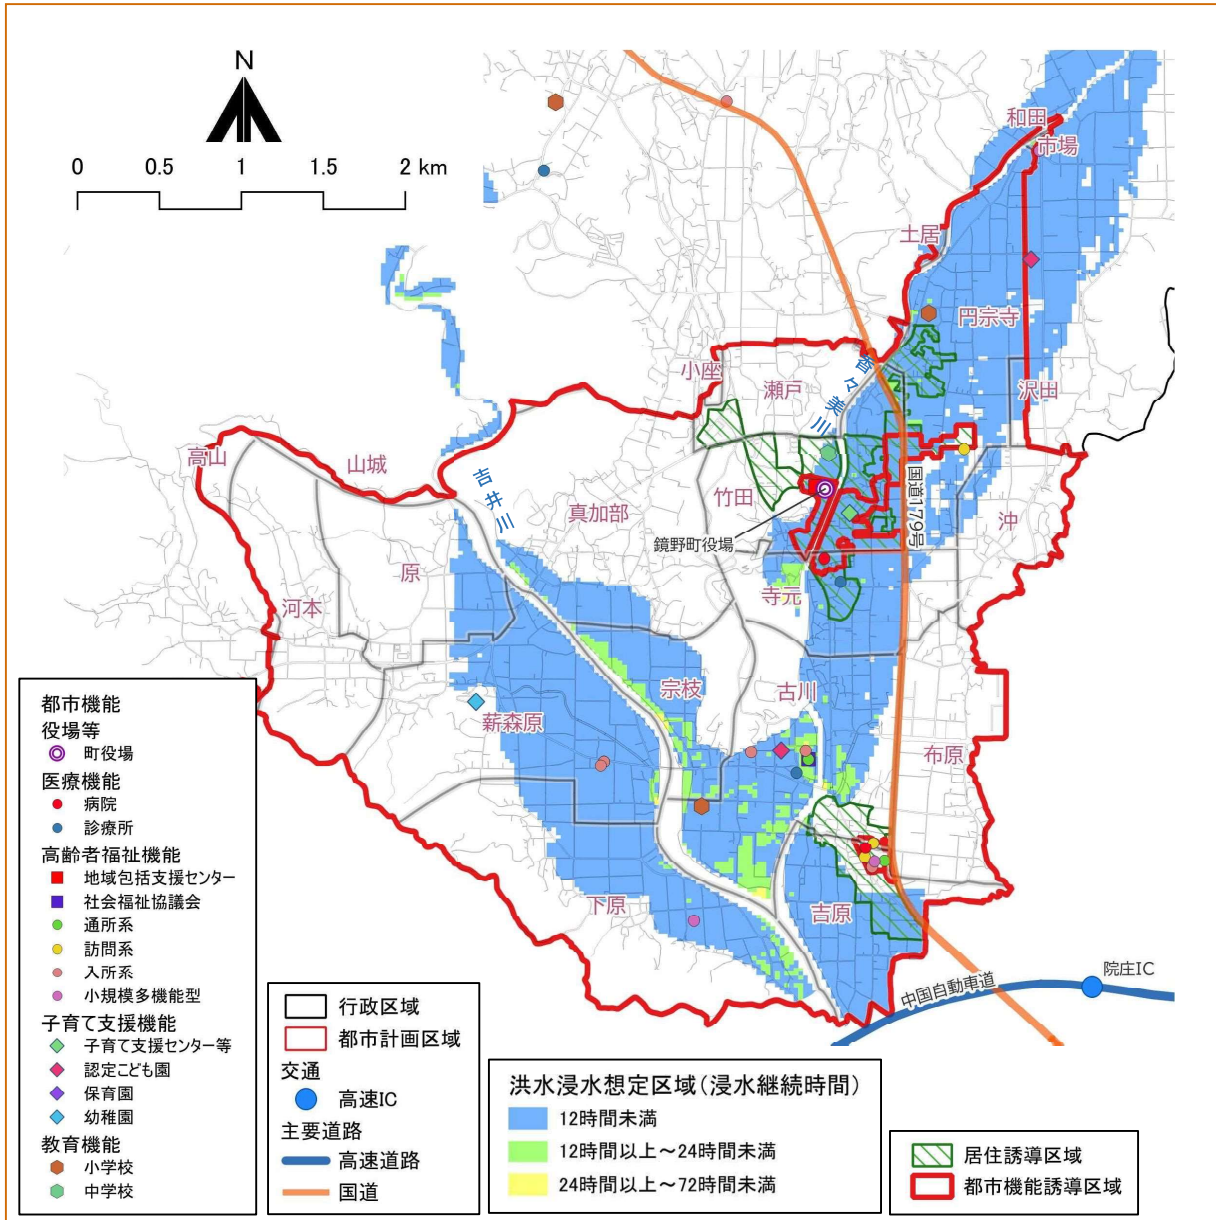 N
0 0.5 1 1.5 2 km
和田
市場
土居
円宗寺
小座
瀬戸
香々美川
沢田
高山
山城
吉井川
真加部
竹田
国道179号
沖
鏡野町役場
原
河本
寺元
宗枝
古川
薪森原
布原
下原
吉原
院庄IC
中国自動車道
都市機能
役場等
町役場
医療機能
病院
診療所
高齢者福祉機能
地域包括支援センター
社会福祉協議会
通所系
訪問系
入所系
小規模多機能型
子育て支援機能
子育て支援センター等
認定こども園
保育園
幼稚園
教育機能
小学校
中学校
行政区域
都市計画区域
交通
高速IC
主要道路
高速道路
国道
洪水浸水想定区域(浸水継続時間)
12時間未満
12時間以上～24時間未満
24時間以上～72時間未満
居住誘導区域
都市機能誘導区域